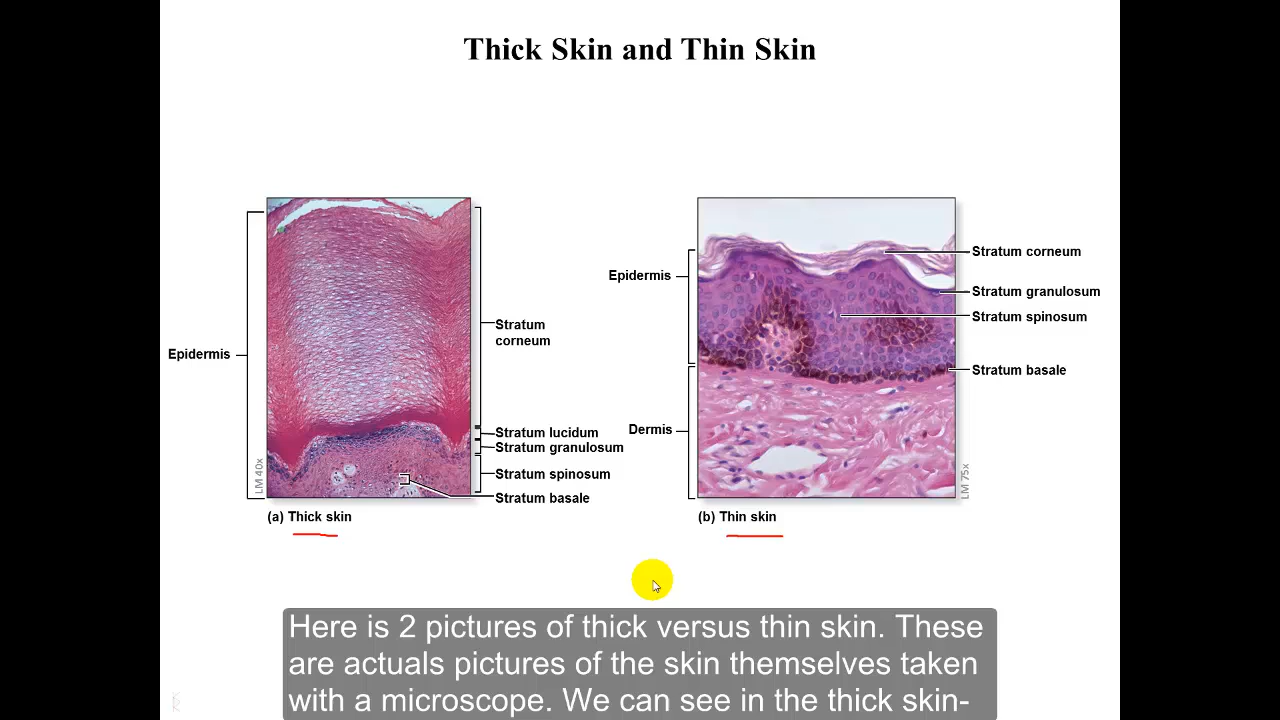 Thick Skin and Thin Skin
Epidermis
Stratum
corneum
Stratum lucidum
Stratum granulosum
Stratum spinosum
Stratum basale
LM 40x
(a) Thick skin
Epidermis
Dermis
Stratum corneum
Stratum granulosum
Stratum spinosum
Stratum basale
LM 75x
(b) Thin skin
Here is 2 pictures of thick versus thin skin. These
are actuals pictures of the skin themselves taken
with a microscope. We can see in the thick skin-